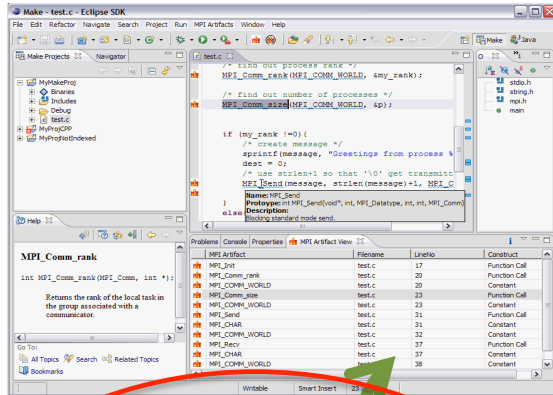 Make - test.c - Eclipse SDK
File Edit Refactor Navigate Search Project Run MPI Artifacts Window Help
Make Java
Make Projects Navigator
MyMakeProj
Binaries
Includes
Debug
test.c
MyProjCPP
MyProjNotIndexed
test.c
/* find out process rank */
MPI_Comm_rank(MPI_COMM_WORLD, &my_rank);
/* find out number of processes */
MPI_Comm_size(MPI_COMM_WORLD, &p);
if (my_rank !=0){
/* create message */
sprintf(message, "Greetings from process %
dest = 0;
/* use strlen+1 so that '\0' get transmitt
MPI_Send(message, strlen(message)+1, MPI_C
}
else
Name: MPI_Send
Protoype: int MPI_Send(void*, int, MPI_Datatype, int, int, MPI_Comm)
Description:
Blocking standard mode send.
stdio.h
string.h
mpi.h
main
Help
MPI_Comm_rank
int MPI_Comm_rank(MPI_Comm, int *);
Returns the rank of the local task in
the group associated with a
communicator.
Go To:
All Topics Search Related Topics
Bookmarks
Problems Console Properties MPI Artifact View
MPI Artifact Filename LineNo Construct
MPI_Init test.c 17 Function Call
MPI_Comm_rank test.c 20 Function Call
MPI_COMM_WORLD test.c 20 Constant
MPI_Comm_size test.c 23 Function Call
MPI_COMM_WORLD test.c 23 Constant
MPI_Send test.c 31 Function Call
MPI_CHAR test.c 31 Constant
MPI_COMM_WORLD test.c 32 Constant
MPI_Recv test.c 37 Function Call
MPI_CHAR test.c 37 Constant
MPI_COMM_WORLD test.c 38 Constant
Writable Smart Insert 23